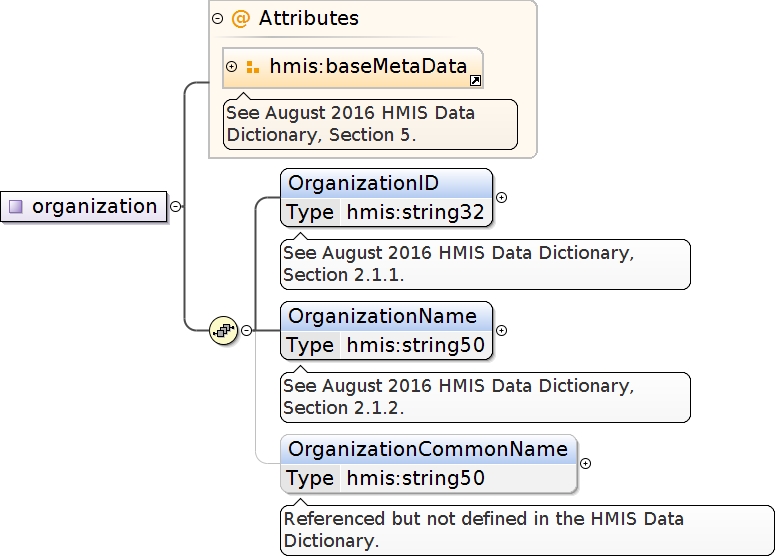 @ Attributes
hmis:baseMetaData
See August 2016 HMIS Data
Dictionary, Section 5.
organization
OrganizationID
Type hmis:string32
See August 2016 HMIS Data Dictionary,
Section 2.1.1.
OrganizationName
Type hmis:string50
See August 2016 HMIS Data Dictionary,
Section 2.1.2.
OrganizationCommonName
Type hmis:string50
Referenced but not defined in the HMIS Data
Dictionary.